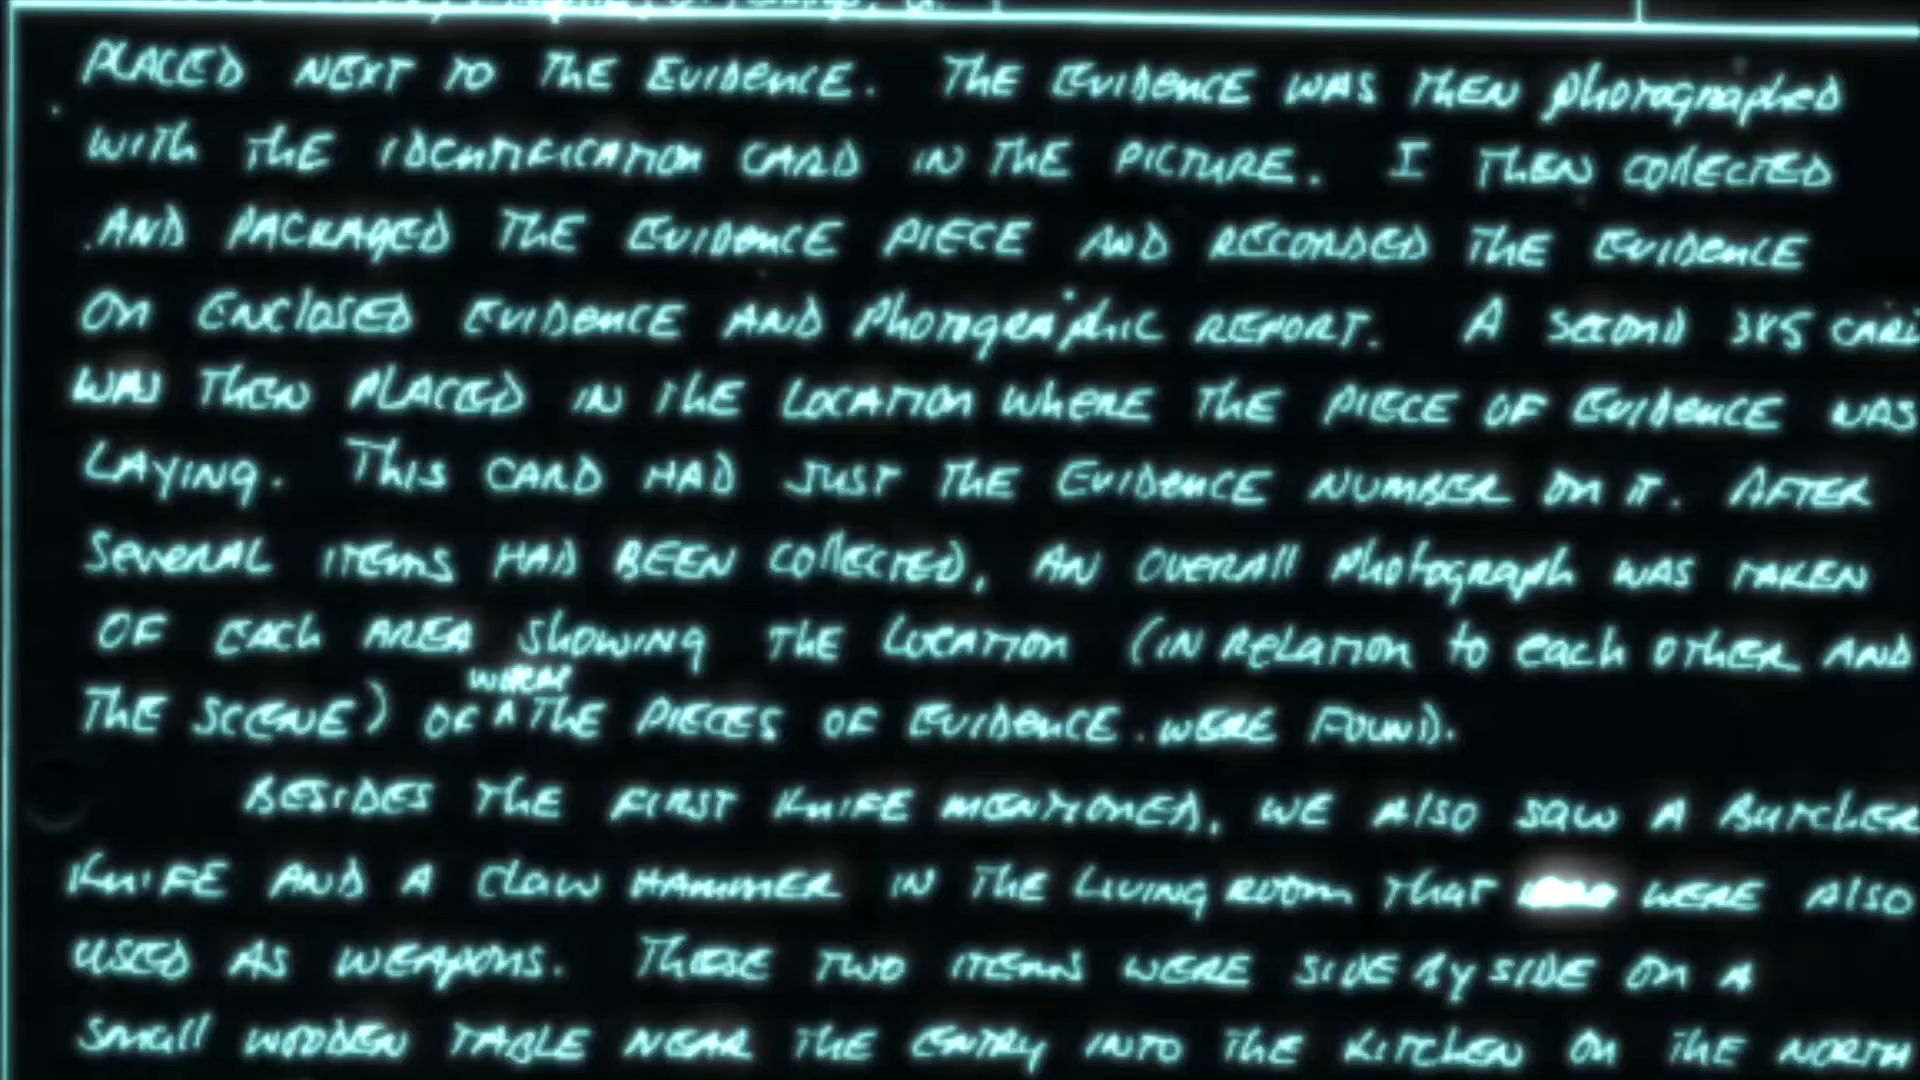 PLACED NEXT TO THE EVIDENCE. THE EVIDENCE WAS THEN photographed
WITH THE IDENTIFICATION CARD IN THE PICTURE. I THEN COLLECTED
AND PACKAGED THE EVIDENCE PIECE AND RECORDED THE EVIDENCE
ON ENCLOSED EVIDENCE AND PHOTOGRAPHIC REPORT. A SECOND 3X5 CARD
WAS THEN PLACED IN THE LOCATION WHERE THE PIECE OF EVIDENCE WAS
LAYING. THIS CARD HAD JUST THE EVIDENCE NUMBER ON IT. AFTER
SEVERAL ITEMS HAD BEEN COLLECTED, AN OVERALL PHOTOGRAPH WAS TAKEN
OF EACH AREA SHOWING THE LOCATION (IN RELATION TO EACH OTHER AND
THE SCENE) OF WHERE THE PIECES OF EVIDENCE WERE FOUND.
BESIDES THE FIRST KNIFE MENTIONED, WE ALSO SAW A BUTCHER
KNIFE AND A CLAW HAMMER IN THE LIVING ROOM THAT WERE ALSO
USED AS WEAPONS. THESE TWO ITEMS WERE SIDE BY SIDE ON A
SMALL WOODEN TABLE NEAR THE ENTRY INTO THE KITCHEN ON THE NORTH